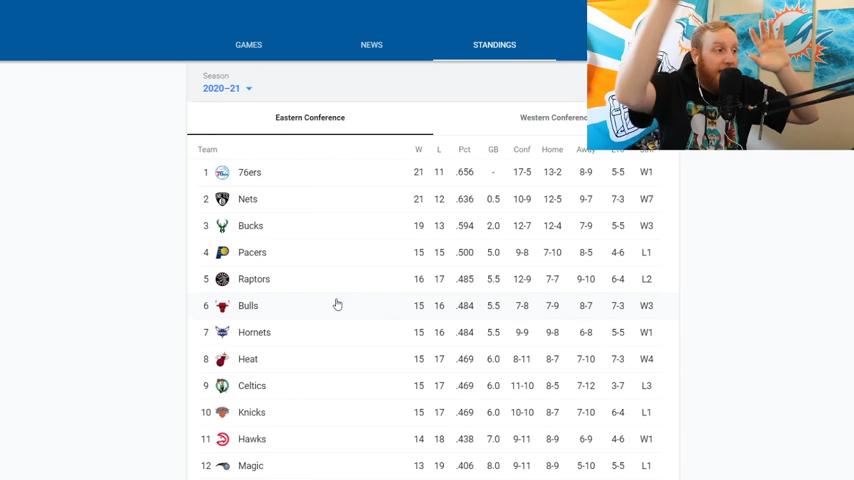 GAMES NEWS STANDINGS
Season
2020–21
Eastern Conference Western Conference
Team W L Pct GB Conf Home
1 76ers 21 11 .656 - 17-5 13-2 8-9 5-5 W1
2 Nets 21 12 .636 0.5 10-9 12-5 9-7 7-3 W7
3 Bucks 19 13 .594 2.0 12-7 12-4 7-9 5-5 W3
4 Pacers 15 15 .500 5.0 9-8 7-10 8-5 4-6 L1
5 Raptors 16 17 .485 5.5 12-9 7-7 9-10 6-4 L2
6 Bulls 15 16 .484 5.5 7-8 7-9 8-7 7-3 W3
7 Hornets 15 16 .484 5.5 9-9 9-8 6-8 5-5 W1
8 Heat 15 17 .469 6.0 8-11 8-7 7-10 7-3 W4
9 Celtics 15 17 .469 6.0 11-10 8-5 7-12 3-7 L3
10 Knicks 15 17 .469 6.0 10-10 8-7 7-10 6-4 L1
11 Hawks 14 18 .438 7.0 9-11 8-9 6-9 4-6 W1
12 Magic 13 19 .406 8.0 9-11 8-9 5-10 5-5 L1